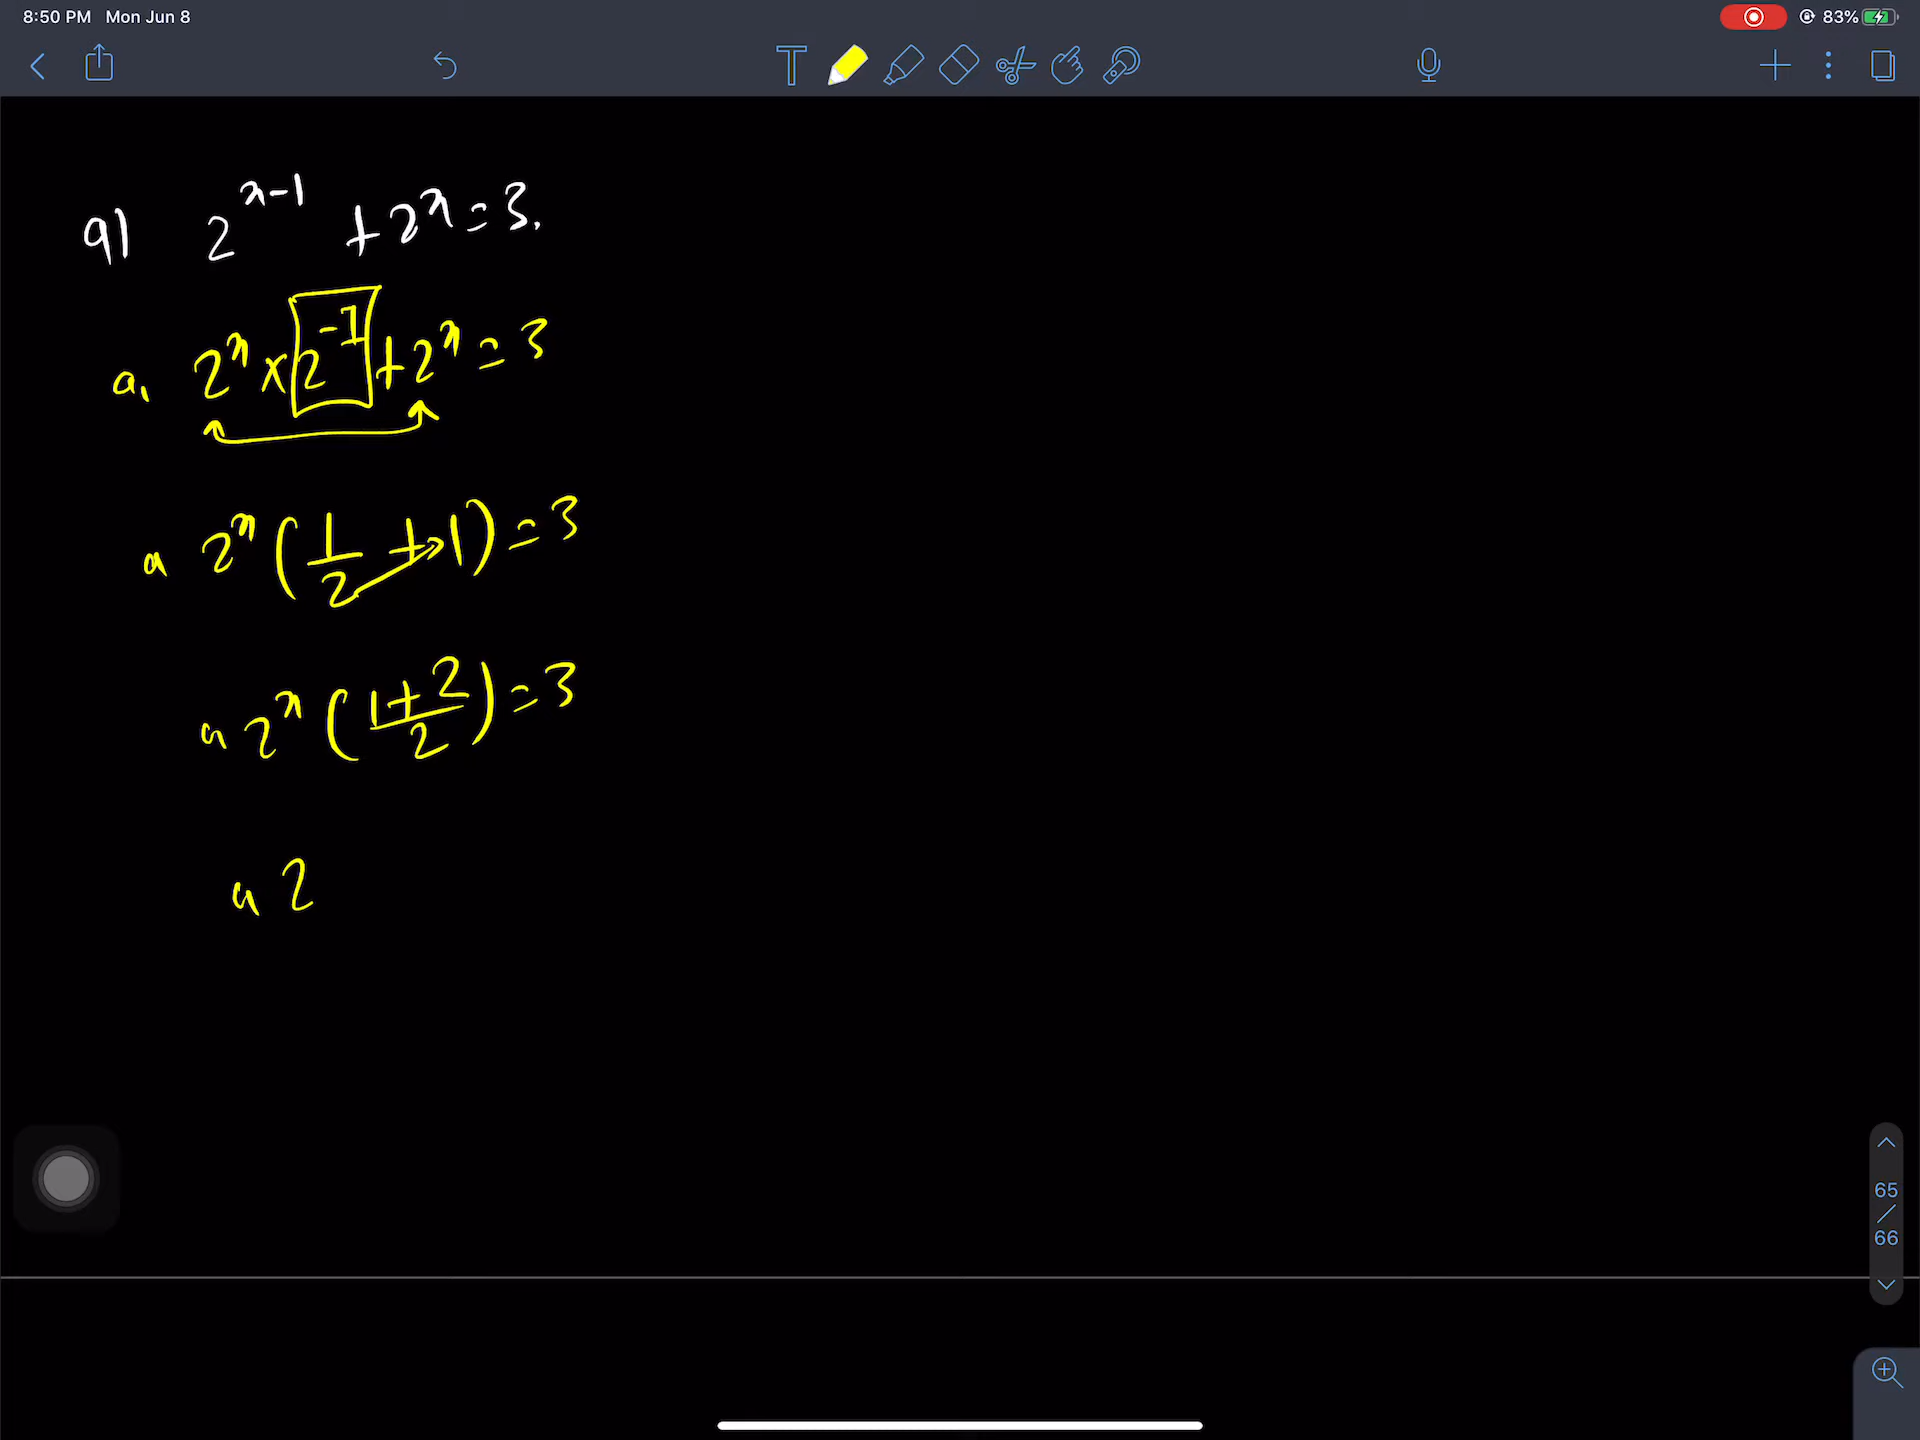 8:50 PM Mon Jun 8
83%
T
9) 2^{x-1} + 2^x = 3.
a, 2^x × 2^{-1} + 2^x = 3
a 2^x (1/2 + 1) = 3
a 2^x ((1+2)/2) = 3
a 2
65
/
66